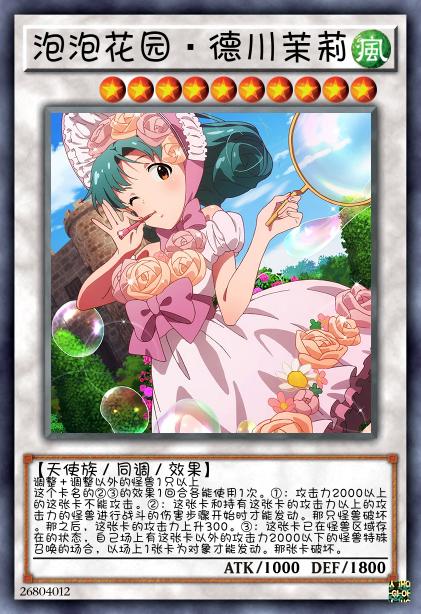 泡泡花园·德川茉莉
風
【天使族/同调/效果】
调整+调整以外的怪兽1只以上
这个卡名的②③的效果1回合各能使用1次。①：攻击力2000以上
的这张卡不能攻击。②：这张卡和持有这张卡的攻击力以上的攻
击力的怪兽进行战斗的伤害步骤开始时才能发动。那只怪兽破坏
。那之后，这张卡的攻击力上升300。③：这张卡已在怪兽区域存
在的状态，自己场上有这张卡以外的攻击力2000以下的怪兽特殊
召唤的场合，以场上1张卡为对象才能发动。那张卡破坏。
ATK/1000 DEF/1800
26804012